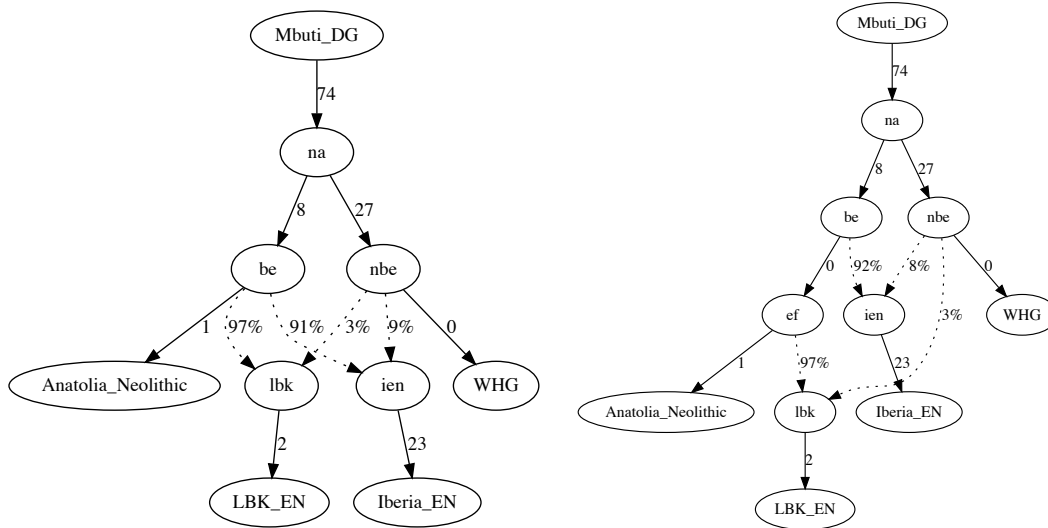 Mbuti_DG
74
na
8 27
be nbe
1 97% 91% 3% 9% 0
Anatolia_Neolithic lbk ien WHG
2 23
LBK_EN Iberia_EN
Mbuti_DG
74
na
8 27
be nbe
0 92% 8% 0
ef ien 3% WHG
1 97% 23
Anatolia_Neolithic lbk Iberia_EN
2
LBK_EN